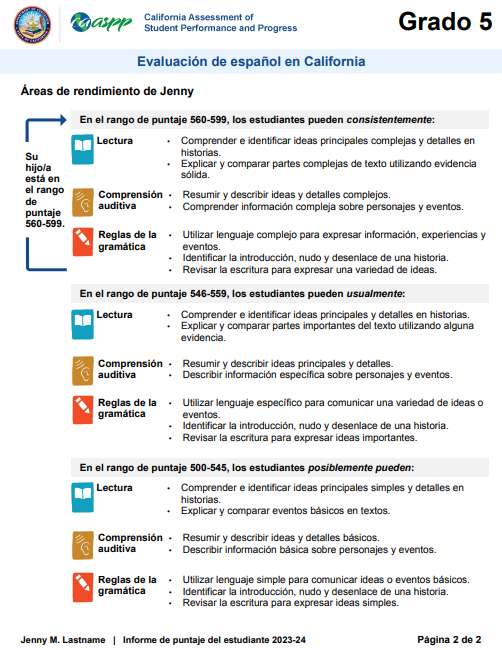 caaspp
California Assessment of
Student Performance and Progress
Grado 5
Evaluación de español en California
Áreas de rendimiento de Jenny
En el rango de puntaje 560-599, los estudiantes pueden consistentemente:
Su
hijo/a
está en
el rango
de
puntaje
560-599.
Lectura
• Comprender e identificar ideas principales complejas y detalles en
historias.
• Explicar y comparar partes complejas de texto utilizando evidencia
sólida.
Comprensión
auditiva
• Resumir y describir ideas y detalles complejos.
• Comprender información compleja sobre personajes y eventos.
Reglas de la
gramática
• Utilizar lenguaje complejo para expresar información, experiencias y
eventos.
• Identificar la introducción, nudo y desenlace de una historia.
• Revisar la escritura para expresar una variedad de ideas.
En el rango de puntaje 546-559, los estudiantes pueden usualmente:
Lectura
• Comprender e identificar ideas principales y detalles en historias.
• Explicar y comparar partes importantes del texto utilizando alguna
evidencia.
Comprensión
auditiva
• Resumir y describir ideas principales y detalles.
• Describir información específica sobre personajes y eventos.
Reglas de la
gramática
• Utilizar lenguaje específico para comunicar una variedad de ideas o
eventos.
• Identificar la introducción, nudo y desenlace de una historia.
• Revisar la escritura para expresar ideas importantes.
En el rango de puntaje 500-545, los estudiantes posiblemente pueden:
Lectura
• Comprender e identificar ideas principales simples y detalles en
historias.
• Explicar y comparar eventos básicos en textos.
Comprensión
auditiva
• Resumir y describir ideas y detalles básicos.
• Describir información básica sobre personajes y eventos.
Reglas de la
gramática
• Utilizar lenguaje simple para comunicar ideas o eventos básicos.
• Identificar la introducción, nudo y desenlace de una historia.
• Revisar la escritura para expresar ideas simples.
Jenny M. Lastname | Informe de puntaje del estudiante 2023-24
Página 2 de 2